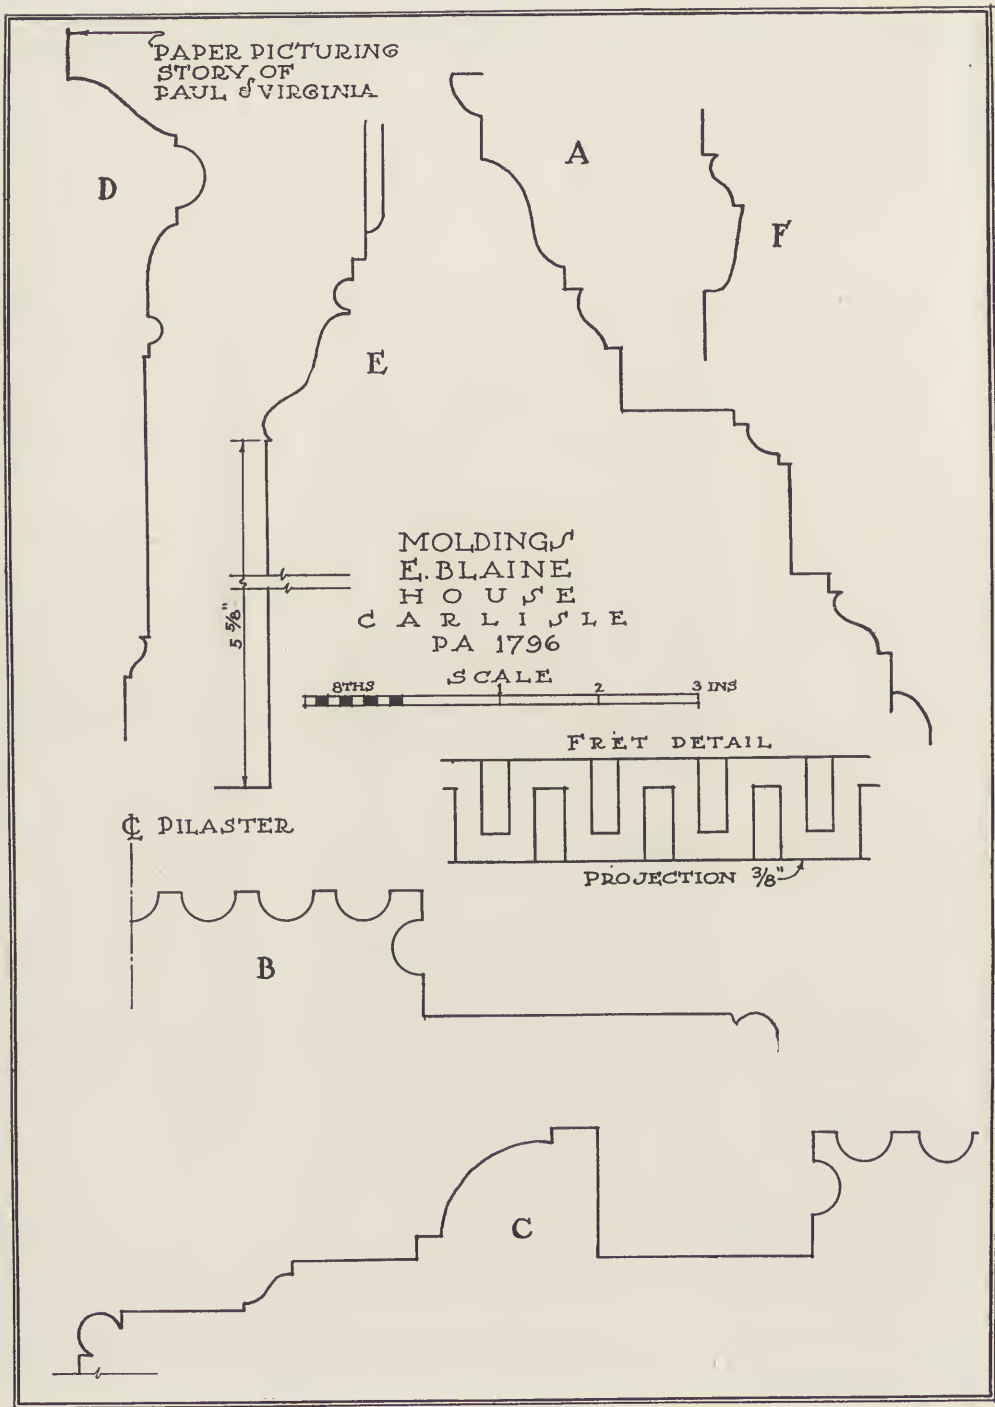 PAPER PICTURING
STORY OF
PAUL & VIRGINIA
A
D
F
E
MOLDINGS
E. BLAINE
HOUSE
CARLISLE
PA 1796
5 5/8"
SCALE
8THS 1 2 3 INS
FRET DETAIL
PROJECTION 3/8"
℄ PILASTER
B
C